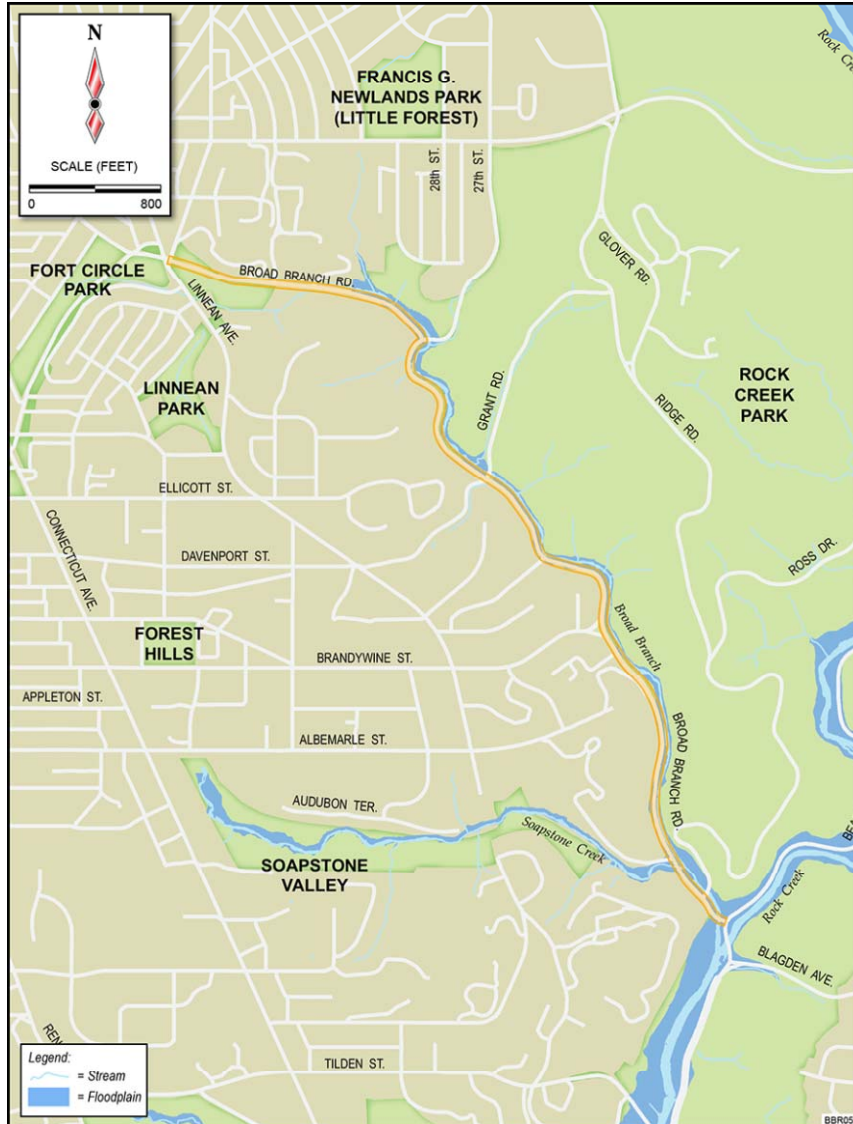 N
SCALE (FEET)
0 800
FRANCIS G.
NEWLANDS PARK
(LITTLE FOREST)
28th ST.
27th ST.
Rock
FORT CIRCLE
PARK
BROAD BRANCH RD.
LINNEAN AVE.
GLOVER RD.
LINNEAN
PARK
GRANT RD.
RIDGE RD.
ROCK
CREEK
PARK
ELLICOTT ST.
CONNECTICUT AVE.
DAVENPORT ST.
ROSS DR.
FOREST
HILLS
Broad Branch
BRANDYWINE ST.
APPLETON ST.
ALBEMARLE ST.
BROAD BRANCH RD.
AUDUBON TER.
Soapstone Creek
SOAPSTONE
VALLEY
Rock Creek
BLAGDEN AVE.
TILDEN ST.
Legend:
= Stream
= Floodplain
BBR05